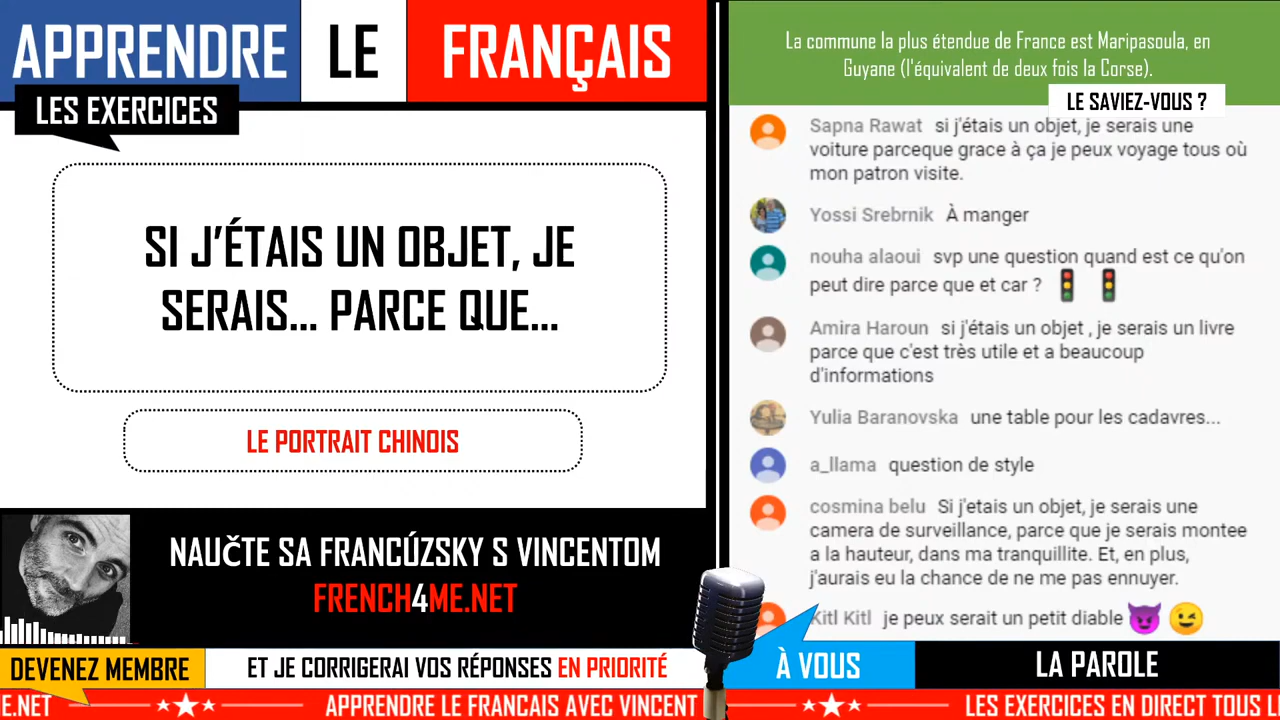 APPRENDRE LE FRANÇAIS
LES EXERCICES
SI J'ÉTAIS UN OBJET, JE
SERAIS... PARCE QUE...
LE PORTRAIT CHINOIS
NAUČTE SA FRANCÚZSKY S VINCENTOM
FRENCH4ME.NET
DEVENEZ MEMBRE
ET JE CORRIGERAI VOS RÉPONSES EN PRIORITÉ
La commune la plus étendue de France est Maripasoula, en
Guyane (l'équivalent de deux fois la Corse).
LE SAVIEZ-VOUS ?
Sapna Rawat si j'étais un objet, je serais une
voiture parceque grace à ça je peux voyage tous où
mon patron visite.
Yossi Srebrnik À manger
nouha alaoui svp une question quand est ce qu'on
peut dire parce que et car ?
Amira Haroun si j'étais un objet , je serais un livre
parce que c'est très utile et a beaucoup
d'informations
Yulia Baranovska une table pour les cadavres...
a_llama question de style
cosmina belu Si j'etais un objet, je serais une
camera de surveillance, parce que je serais montee
a la hauteur, dans ma tranquillite. Et, en plus,
j'aurais eu la chance de ne me pas ennuyer.
Kitl Kitl je peux serait un petit diable
À VOUS
LA PAROLE
E.NET APPRENDRE LE FRANCAIS AVEC VINCENT LES EXERCICES EN DIRECT TOUS L